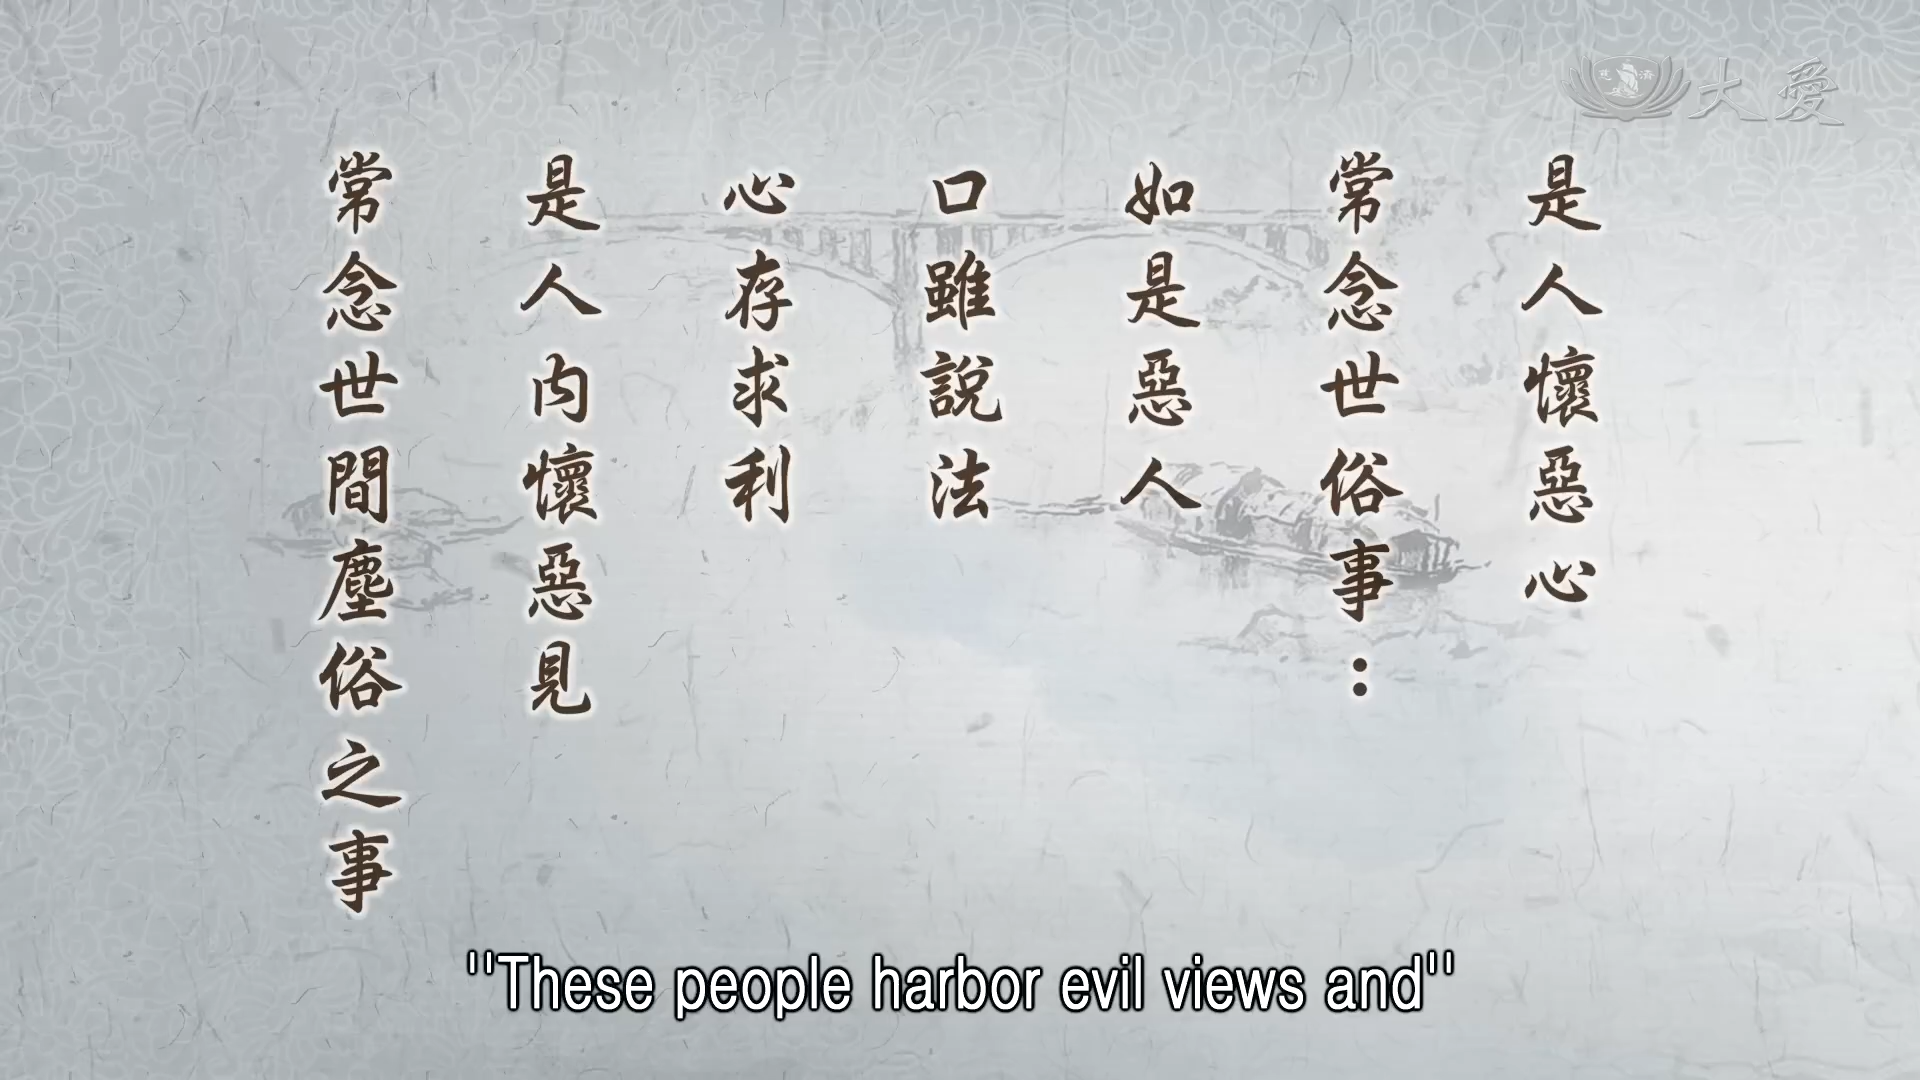 是人懷惡心
常念世俗事：
如是惡人
口雖說法
心存求利
是人內懷惡見
常念世間塵俗之事
''These people harbor evil views and''
慈濟
大愛